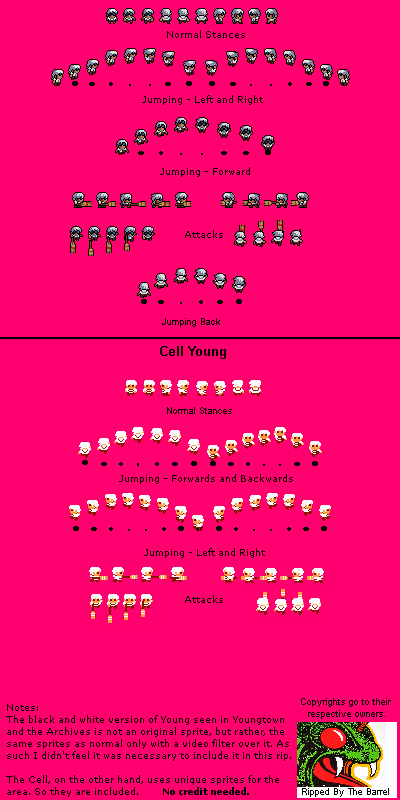 Normal Stances
Jumping - Left and Right
Jumping - Forward
Attacks
Jumping Back
Cell Young
Normal Stances
Jumping - Forwards and Backwards
Jumping - Left and Right
Attacks
Notes:
The black and white version of Young seen in Youngtown
and the Archives is not an original sprite, but rather, the
same sprites as normal only with a video filter over it. As
such I didn't feel it was necessary to include it in this rip.
The Cell, on the other hand, uses unique sprites for the
area. So they are included. No credit needed.
Copyrights go to their
respective owners.
Ripped By The Barrel